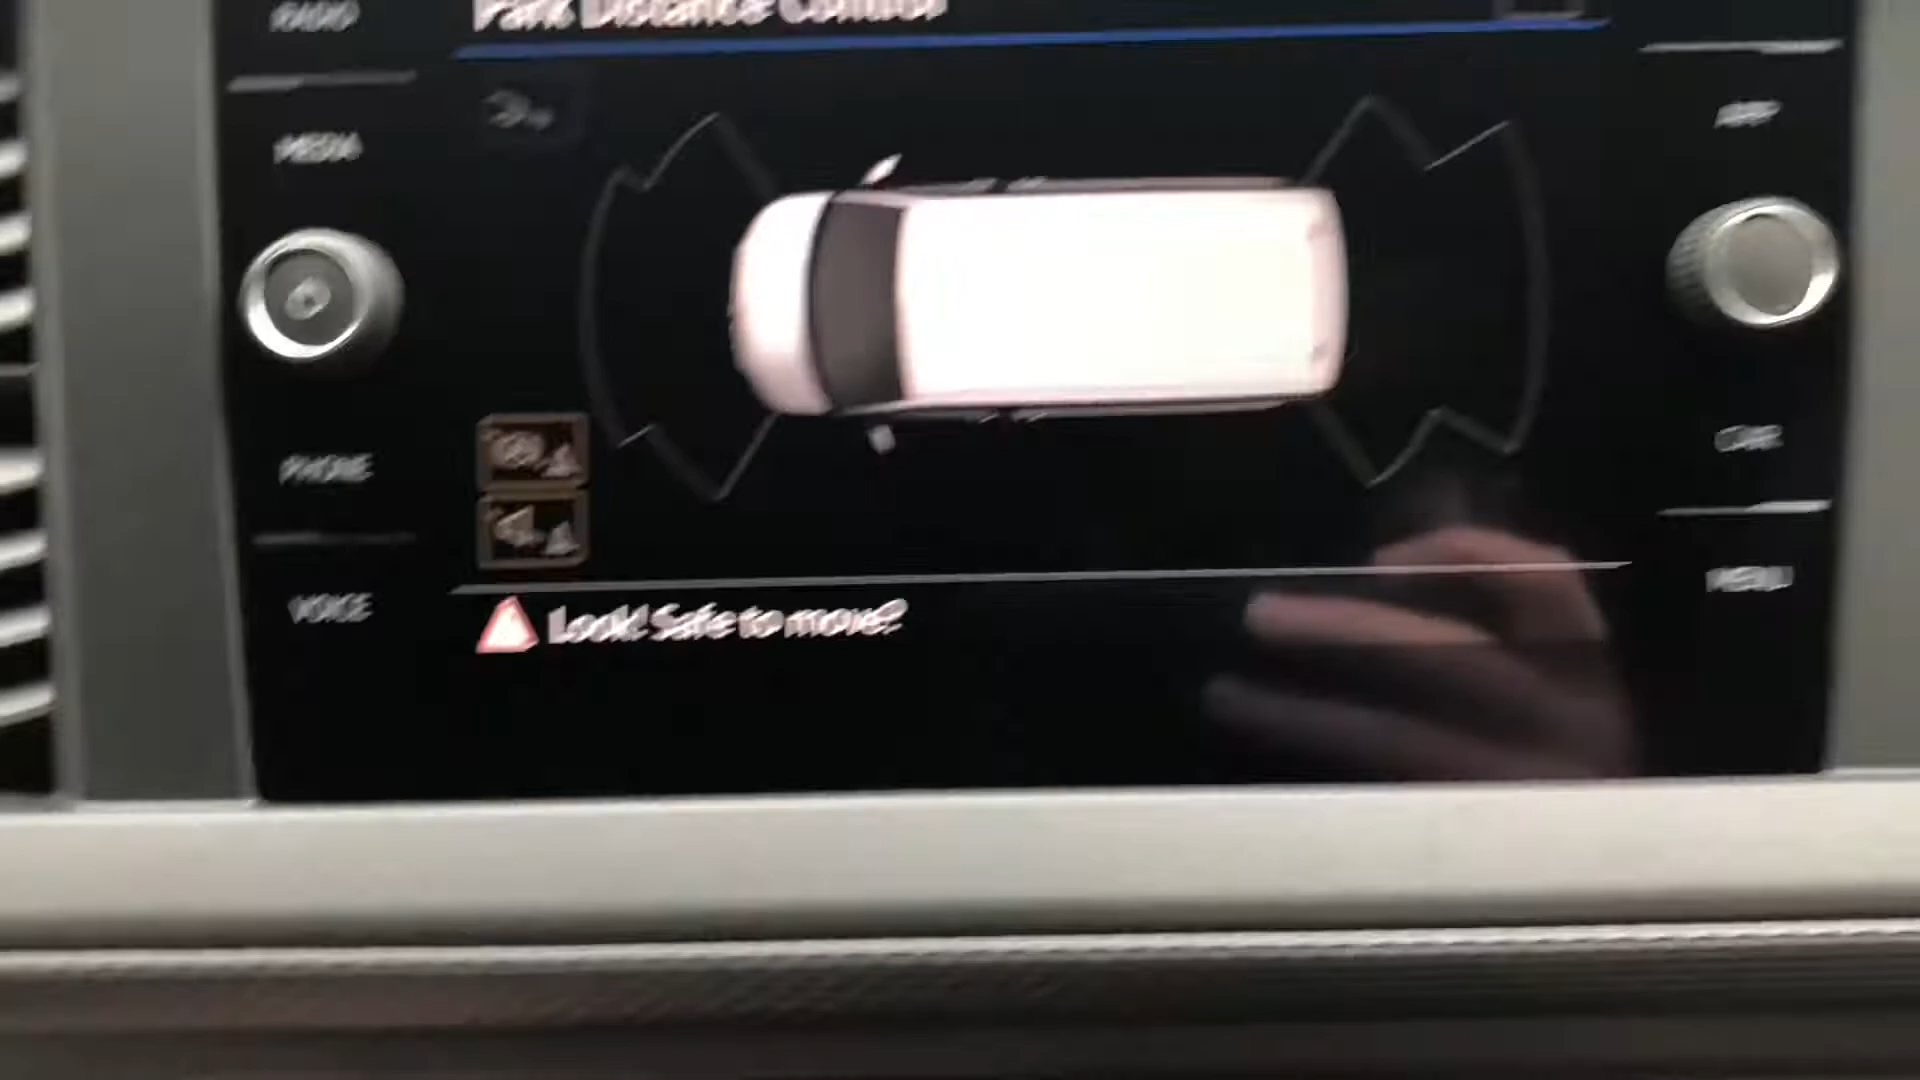 RADIO
Park Distance Control
MEDIA
APP
PHONE
CAR
VOICE
MENU
Look! Safe to move?